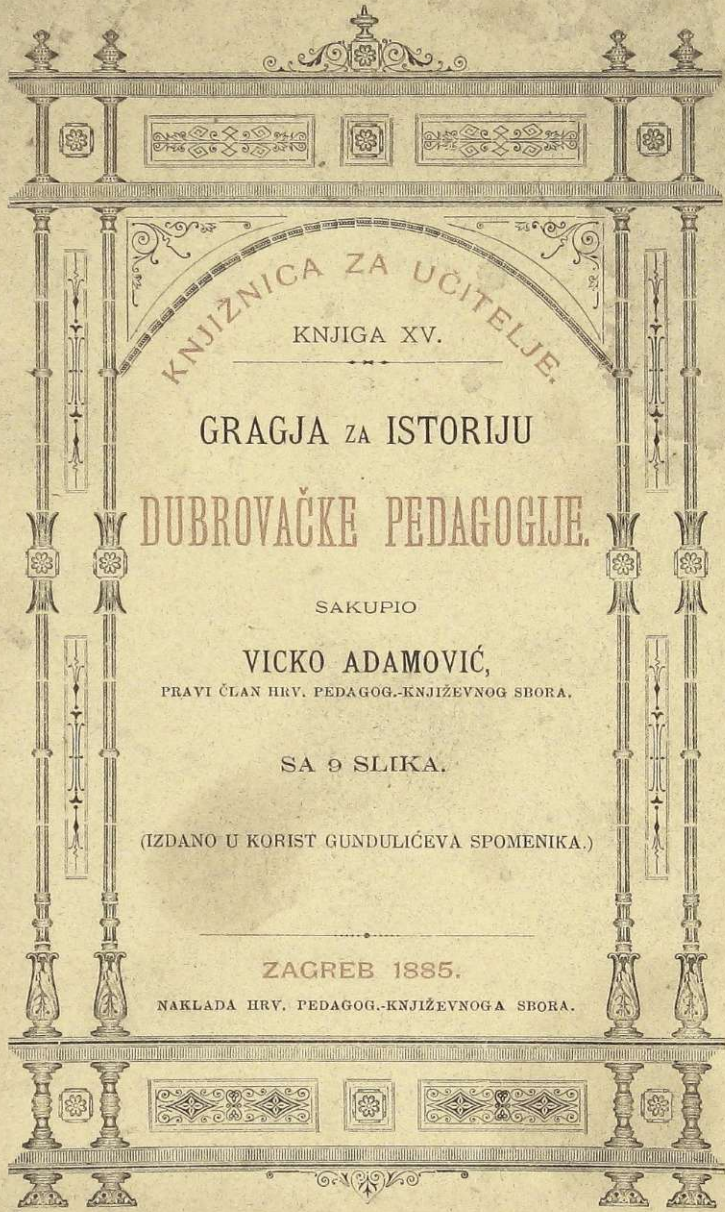 KNJIŽNICA ZA UČITELJE.
KNJIGA XV.
GRAGJA ZA ISTORIJU
DUBROVAČKE PEDAGOGIJE.
SAKUPIO
VICKO ADAMOVIĆ,
PRAVI ČLAN HRV. PEDAGOG.-KNJIŽEVNOG SBORA.
SA 9 SLIKA.
(IZDANO U KORIST GUNDULIĆEVA SPOMENIKA.)
ZAGREB 1885.
NAKLADA HRV. PEDAGOG.-KNJIŽEVNOGA SBORA.